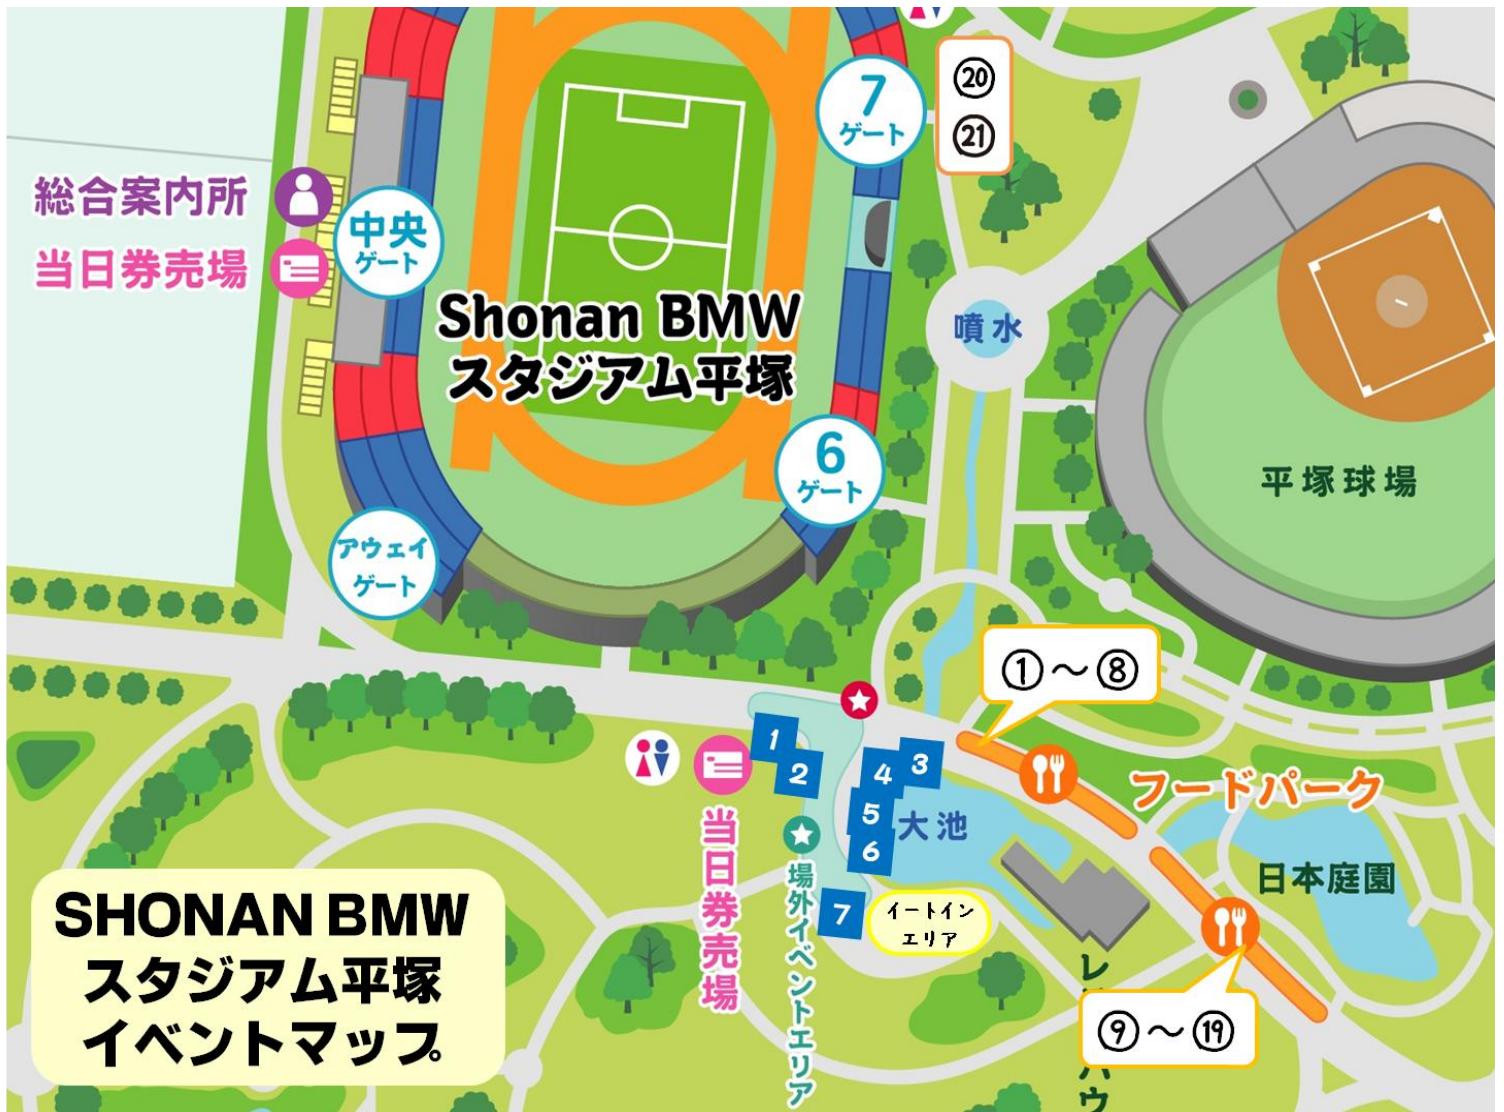 7
ゲート
⑳
㉑
総合案内所
当日券売場
中央
ゲート
Shonan BMW
スタジアム平塚
噴水
6
ゲート
平塚球場
アウェイ
ゲート
①～⑧
1
2
3
4
5
6
7
大池
フードパーク
日本庭園
当日券売場
場外イベントエリア
イートイン
エリア
⑨～⑲
SHONAN BMW
スタジアム平塚
イベントマップ